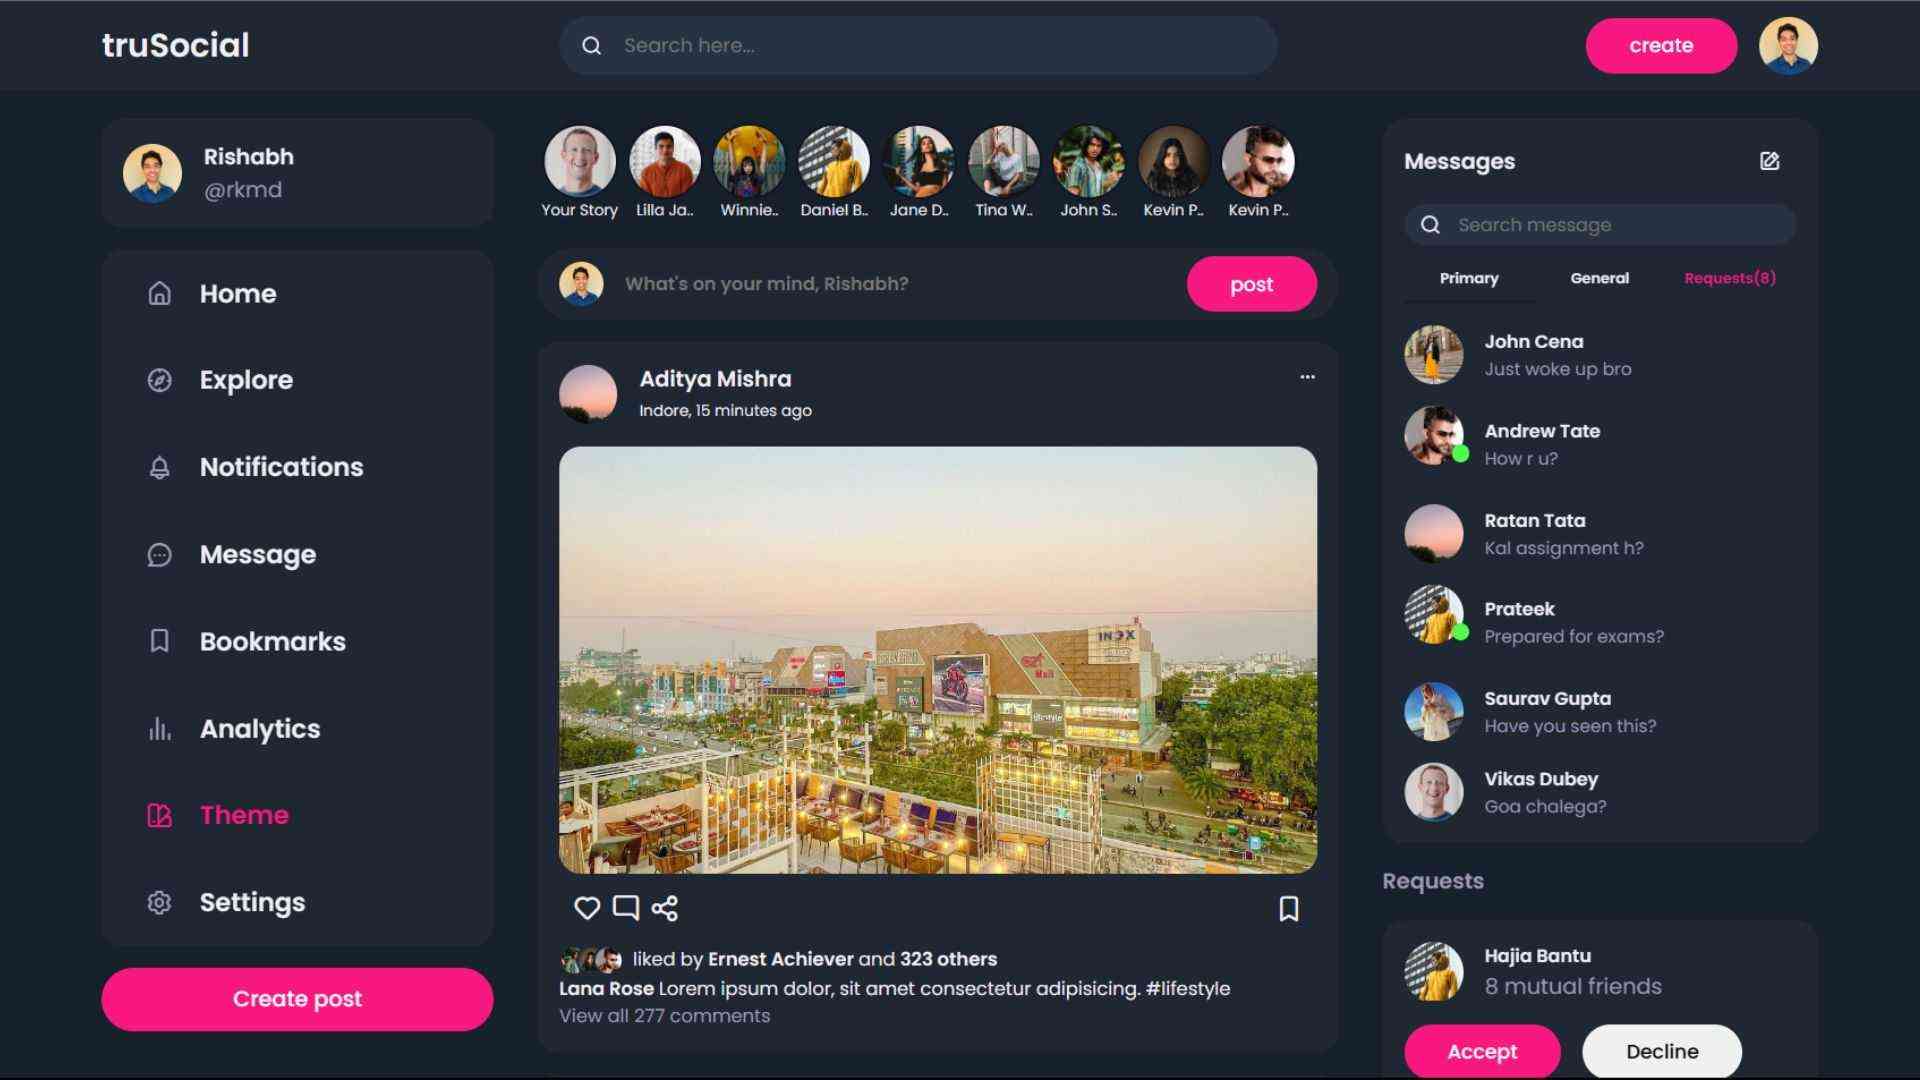 truSocial
Search here...
create
Rishabh
@rkmd
Home
Explore
Notifications
Message
Bookmarks
Analytics
Theme
Settings
Create post
Your Story
Lilla Ja..
Winnie..
Daniel B..
Jane D..
Tina W..
John S..
Kevin P..
Kevin P..
What's on your mind, Rishabh?
post
Aditya Mishra
Indore, 15 minutes ago
INOX
Mall
lifestyle
liked by Ernest Achiever and 323 others
Lana Rose Lorem ipsum dolor, sit amet consectetur adipisicing. #lifestyle
View all 277 comments
Messages
Search message
Primary
General
Requests(8)
John Cena
Just woke up bro
Andrew Tate
How r u?
Ratan Tata
Kal assignment h?
Prateek
Prepared for exams?
Saurav Gupta
Have you seen this?
Vikas Dubey
Goa chalega?
Requests
Hajia Bantu
8 mutual friends
Accept
Decline